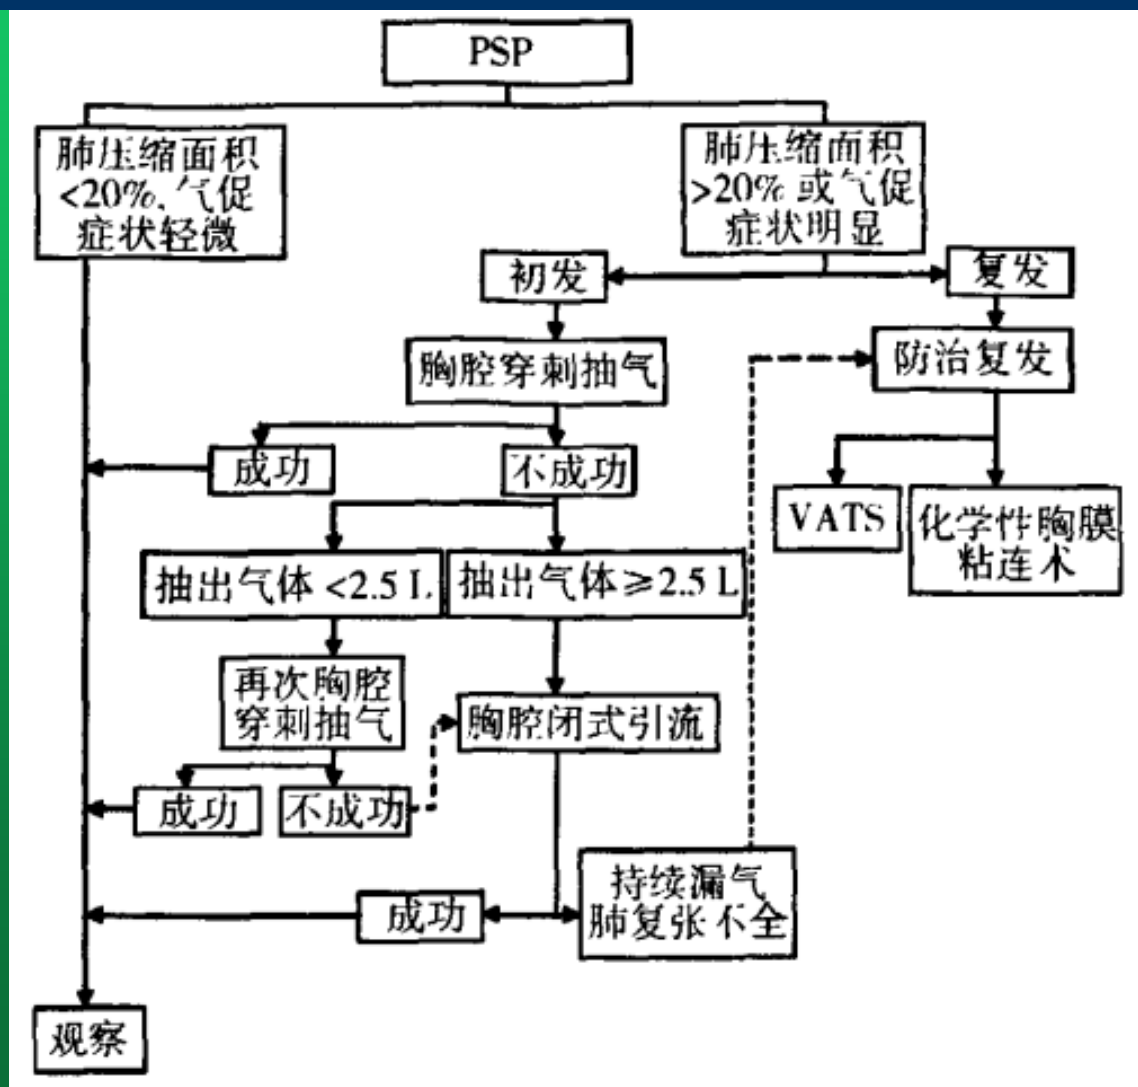 PSP
肺压缩面积
<20%、气促
症状轻微
肺压缩面积
>20%或气促
症状明显
初发
复发
胸腔穿刺抽气
防治复发
成功
不成功
VATS
化学性胸膜
粘连术
抽出气体<2.5 L
抽出气体≥2.5 L
再次胸腔
穿刺抽气
胸腔闭式引流
成功
不成功
持续漏气
肺复张不全
成功
观察